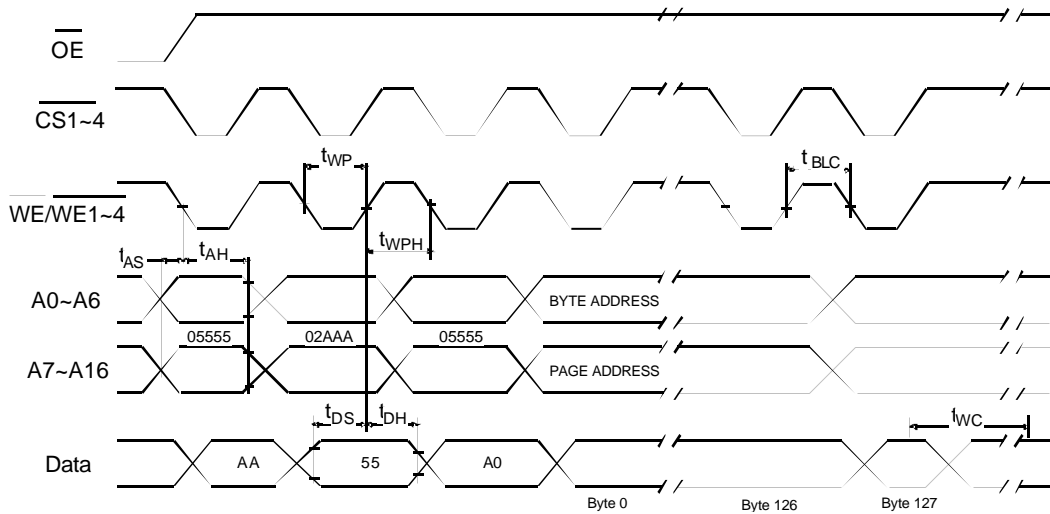 OE
CS1~4
tWP
tBLC
WE/WE1~4
tWPH
tAS
tAH
A0~A6
BYTE ADDRESS
05555
02AAA
05555
A7~A16
PAGE ADDRESS
tDS
tDH
tWC
Data
AA
55
A0
Byte 0
Byte 126
Byte 127